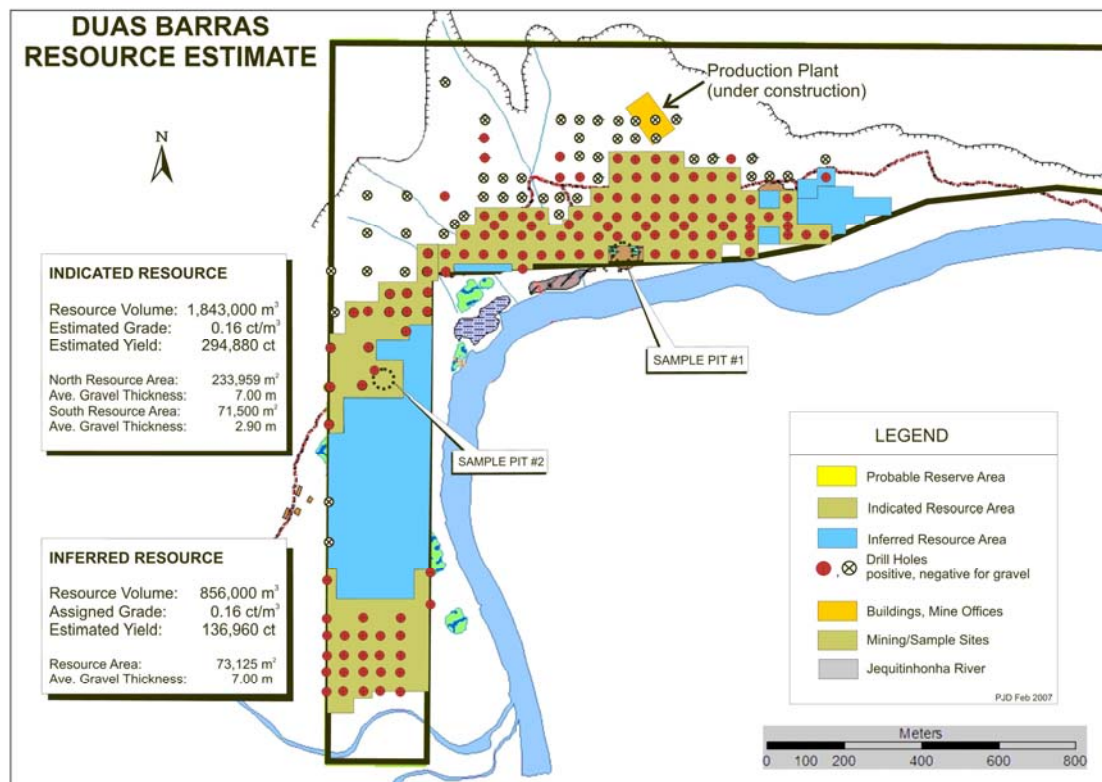 DUAS BARRAS
RESOURCE ESTIMATE
N
Production Plant
(under construction)
INDICATED RESOURCE
Resource Volume: 1,843,000 m³
Estimated Grade: 0.16 ct/m³
Estimated Yield: 294,880 ct
North Resource Area: 233,959 m²
Ave. Gravel Thickness: 7.00 m
South Resource Area: 71,500 m²
Ave. Gravel Thickness: 2.90 m
SAMPLE PIT #1
SAMPLE PIT #2
INFERRED RESOURCE
Resource Volume: 856,000 m³
Assigned Grade: 0.16 ct/m³
Estimated Yield: 136,960 ct
Resource Area: 73,125 m²
Ave. Gravel Thickness: 7.00 m
LEGEND
Probable Reserve Area
Indicated Resource Area
Inferred Resource Area
Drill Holes
, positive, negative for gravel
Buildings, Mine Offices
Mining/Sample Sites
Jequitinhonha River
PJD Feb 2007
Meters
0 100 200 400 600 800